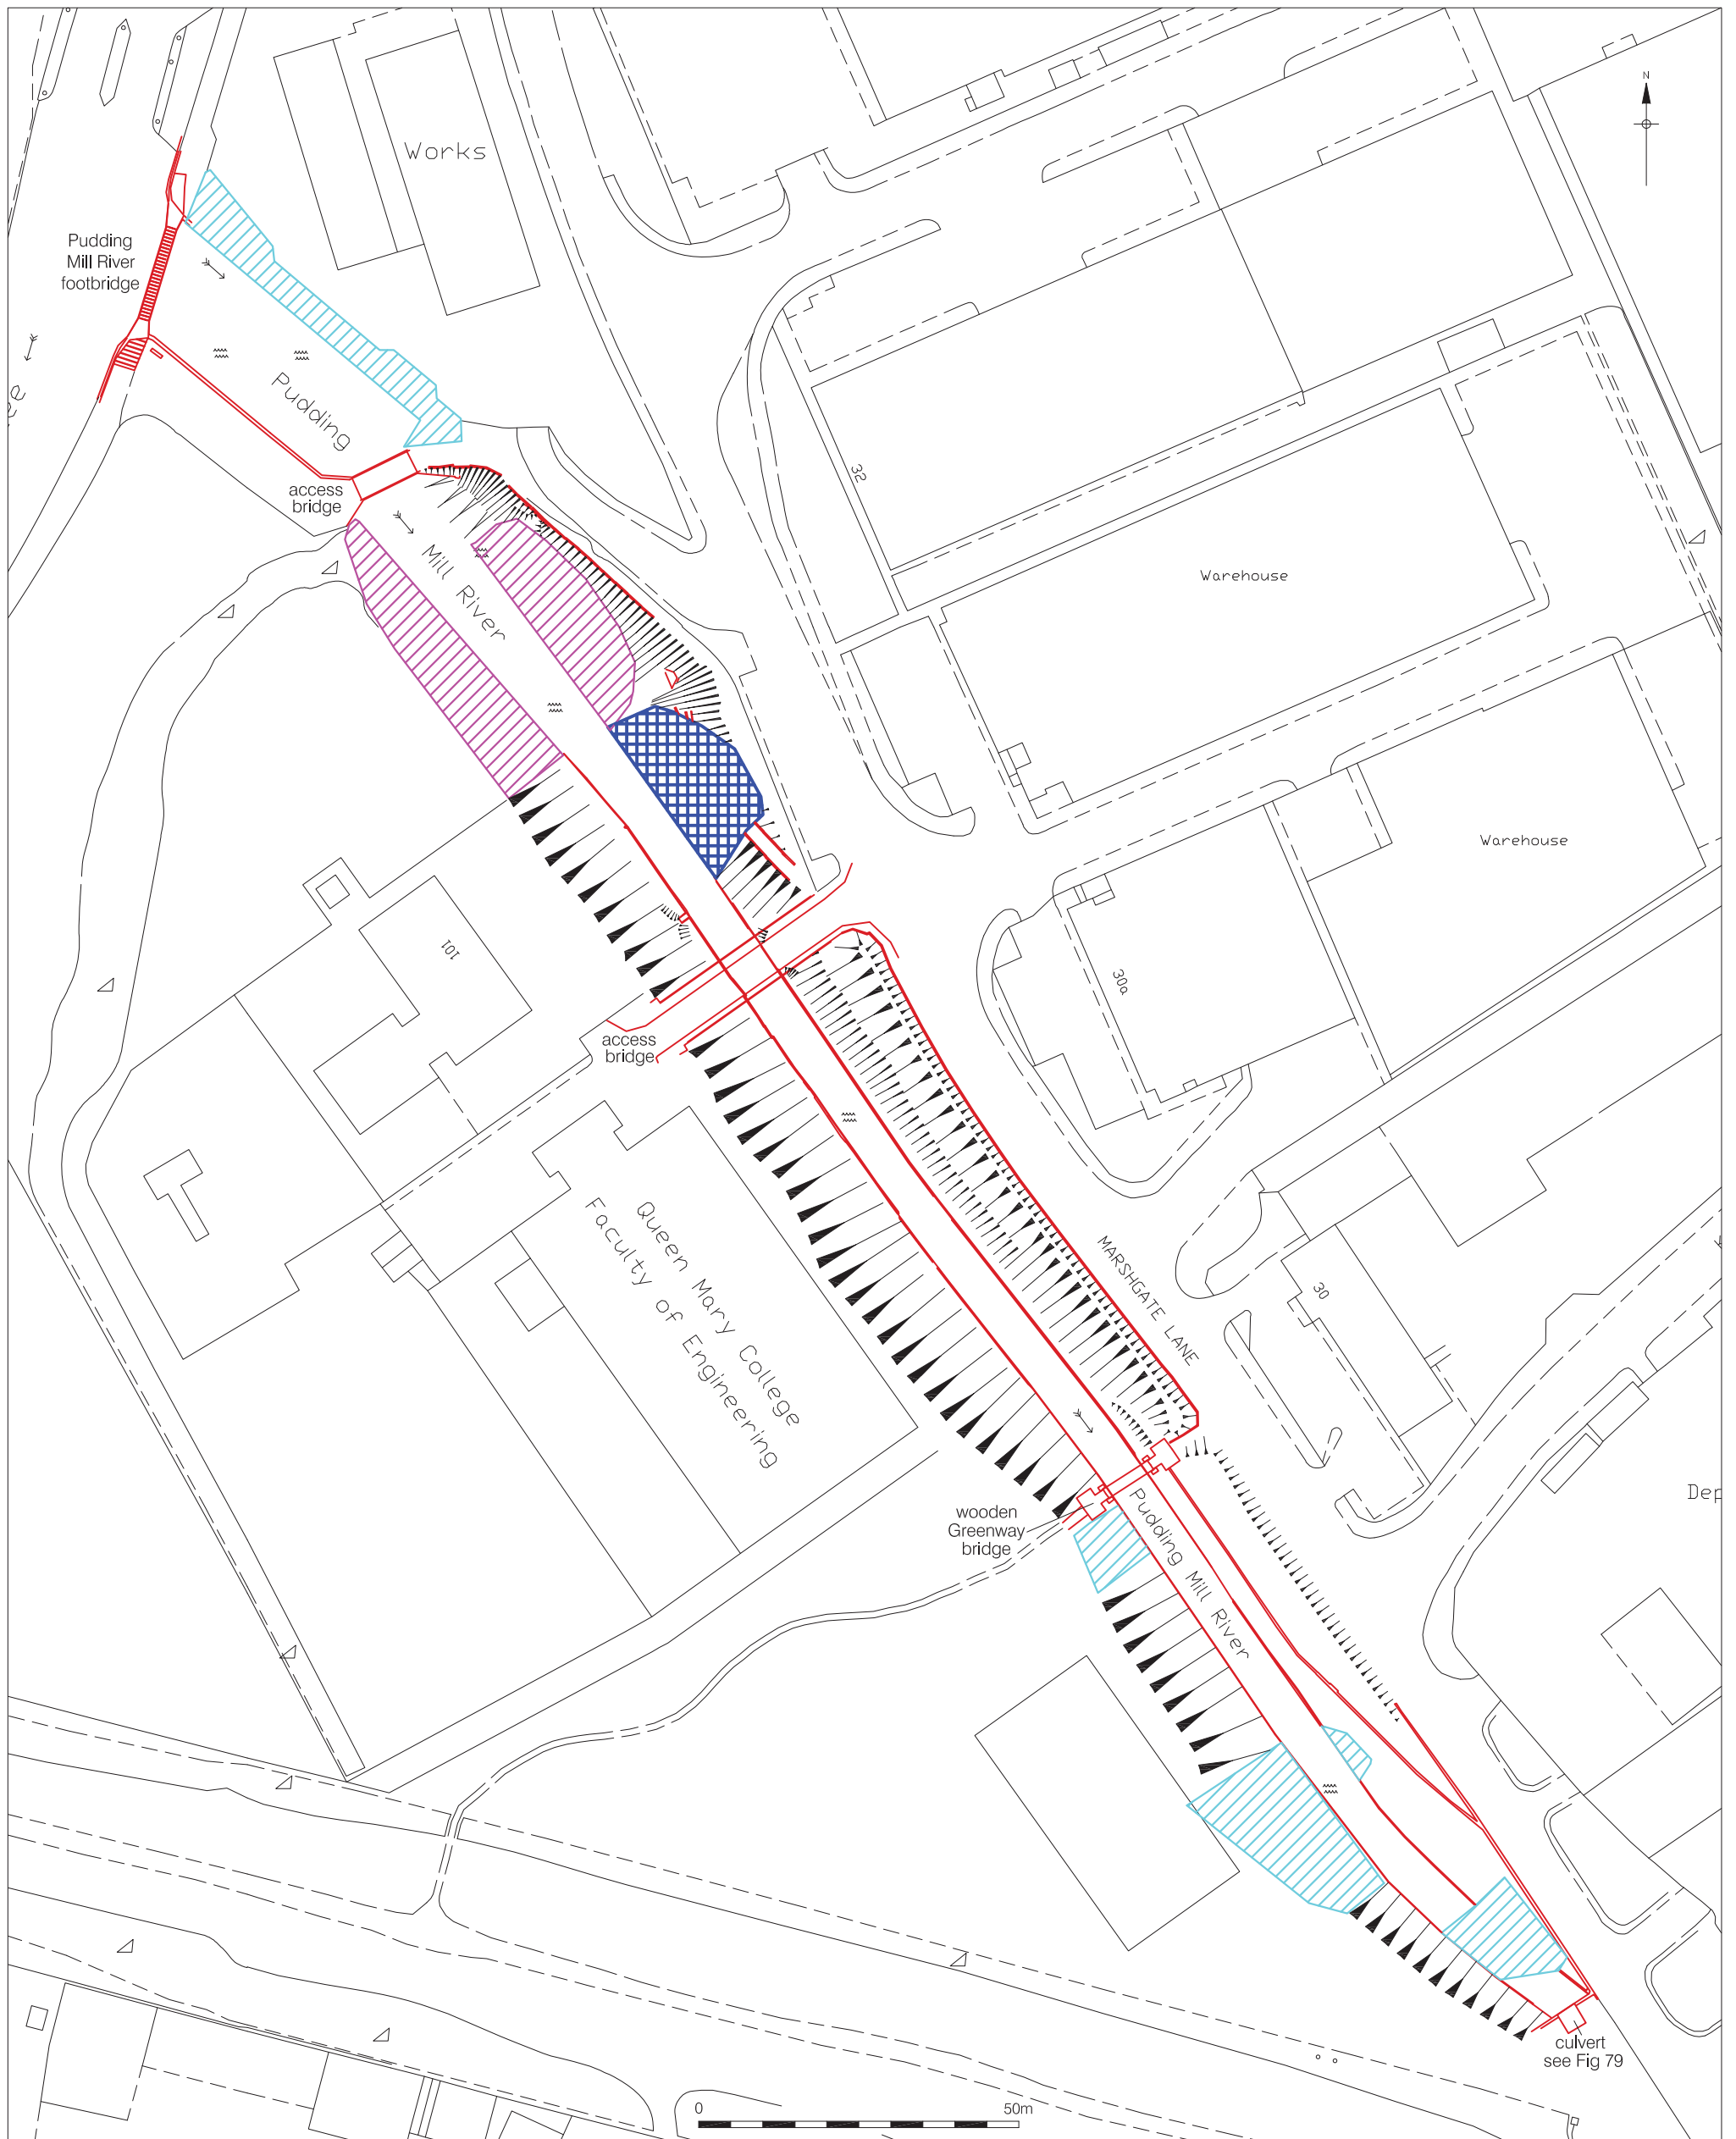 N
Works
Pudding
Mill River
footbridge
Pudding
access
bridge
Mill River
32
Warehouse
Warehouse
101
30a
access
bridge
Queen Mary College
Faculty of Engineering
MARSHGATE LANE
30
wooden
Greenway
bridge
Pudding Mill River
culvert
see Fig 79
0
50m